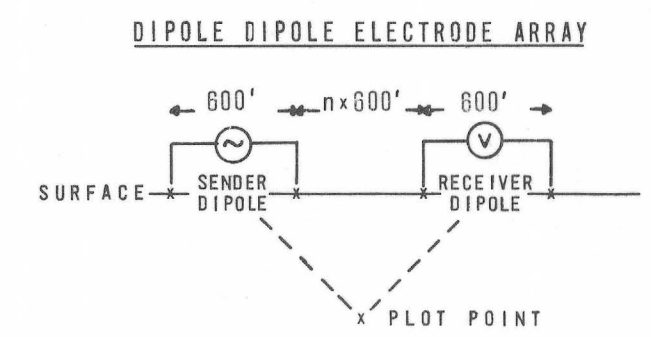 DIPOLE DIPOLE ELECTRODE ARRAY
600' n x 600' 600'
~ V
SURFACE x SENDER x x RECEIVER x
DIPOLE DIPOLE
x PLOT POINT